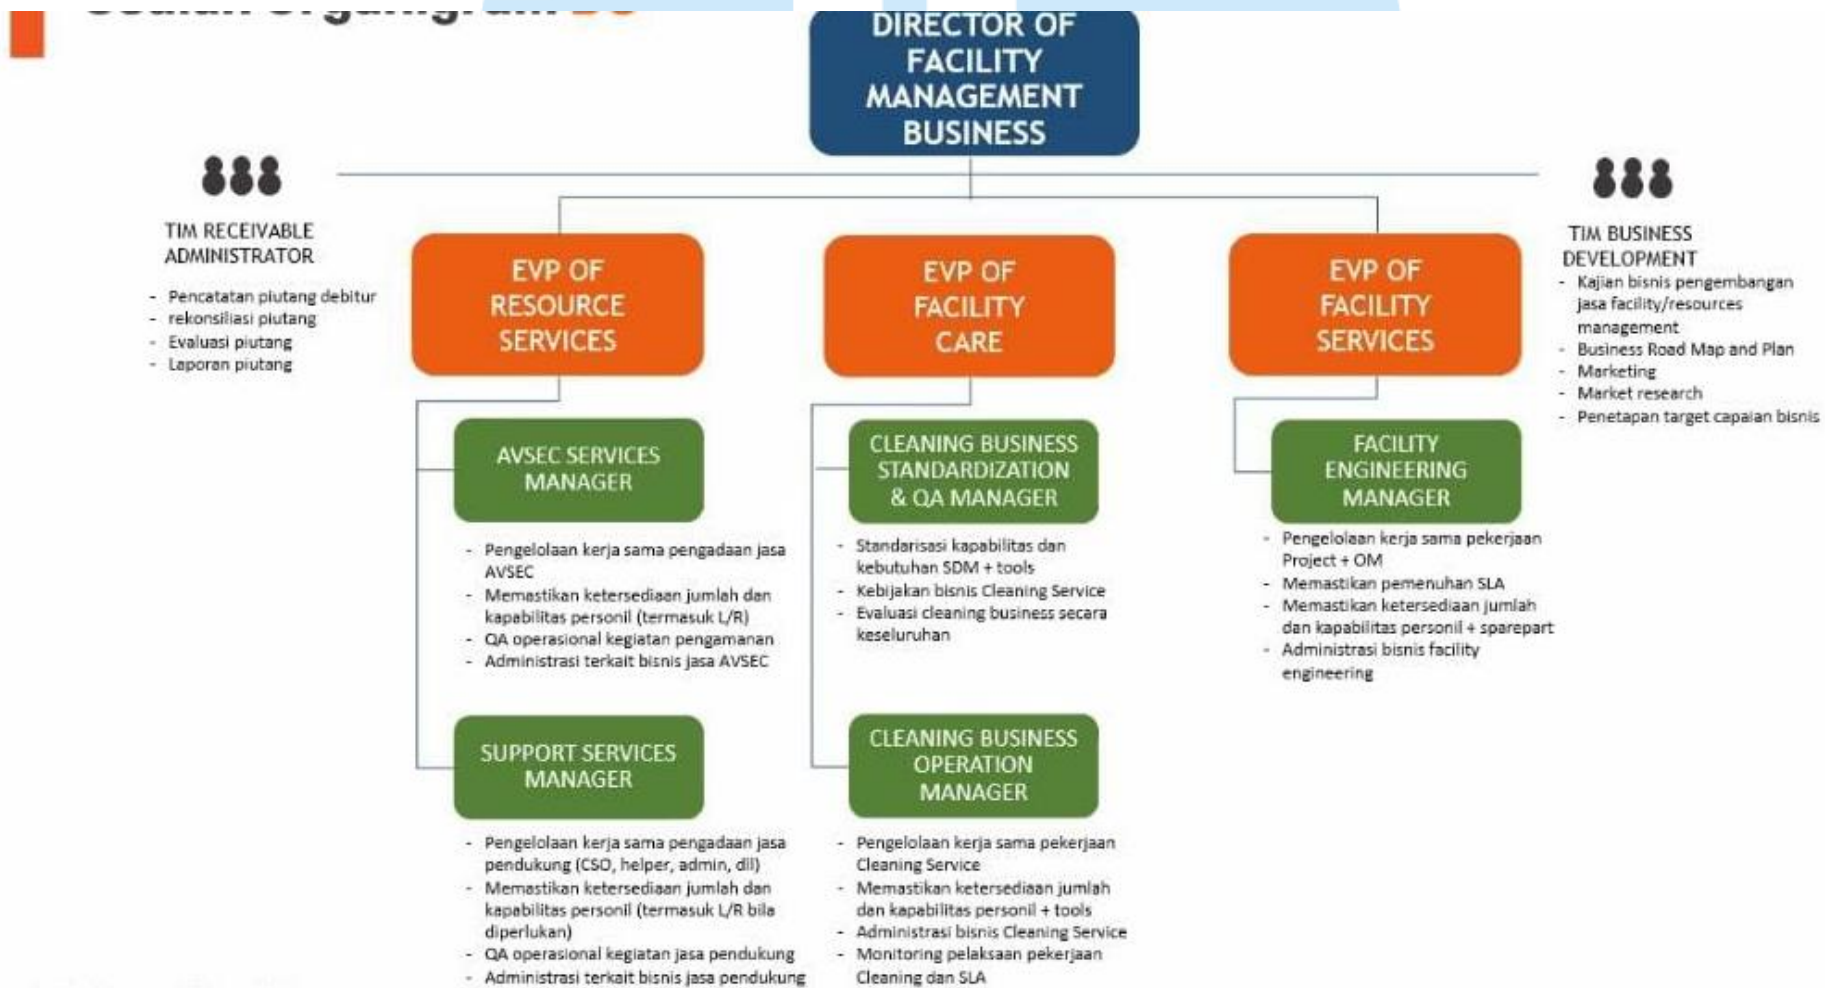 DIRECTOR OF
FACILITY
MANAGEMENT
BUSINESS
TIM RECEIVABLE
ADMINISTRATOR
- Pencatatan piutang debitur
- rekonsiliasi piutang
- Evaluasi piutang
- Laporan piutang
EVP OF
RESOURCE
SERVICES
EVP OF
FACILITY
CARE
EVP OF
FACILITY
SERVICES
TIM BUSINESS
DEVELOPMENT
- Kajian bisnis pengembangan
jasa facility/resources
management
- Business Road Map and Plan
- Marketing
- Market research
- Penetapan target capaian bisnis
AVSEC SERVICES
MANAGER
- Pengelolaan kerja sama pengadaan jasa
AVSEC
- Memastikan ketersediaan jumlah dan
kapabilitas personil (termasuk L/R)
- QA operasional kegiatan pengamanan
- Administrasi terkait bisnis jasa AVSEC
SUPPORT SERVICES
MANAGER
- Pengelolaan kerja sama pengadaan jasa
pendukung (CSO, helper, admin, dll)
- Memastikan ketersediaan jumlah dan
kapabilitas personil (termasuk L/R bila
diperlukan)
- QA operasional kegiatan jasa pendukung
- Administrasi terkait bisnis jasa pendukung
CLEANING BUSINESS
STANDARDIZATION
& QA MANAGER
- Standarisasi kapabilitas dan
kebutuhan SDM + tools
- Kebijakan bisnis Cleaning Service
- Evaluasi cleaning business secara
keseluruhan
CLEANING BUSINESS
OPERATION
MANAGER
- Pengelolaan kerja sama pekerjaan
Cleaning Service
- Memastikan ketersediaan jumlah
dan kapabilitas personil + tools
- Administrasi bisnis Cleaning Service
- Monitoring pelaksaan pekerjaan
Cleaning dan SLA
FACILITY
ENGINEERING
MANAGER
- Pengelolaan kerja sama pekerjaan
Project + OM
- Memastikan pemenuhan SLA
- Memastikan ketersediaan jumlah
dan kapabilitas personil + sparepart
- Administrasi bisnis facility
engineering